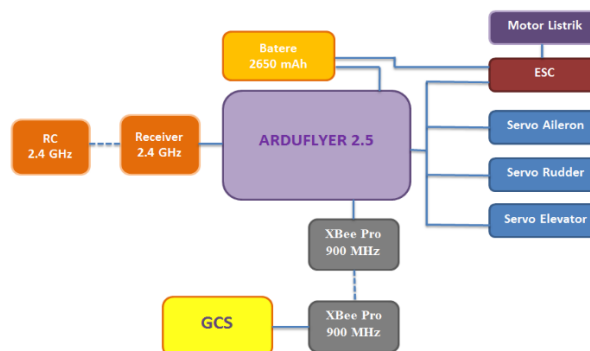 Motor Listrik
Batere
2650 mAh
ESC
RC
2.4 GHz
Receiver
2.4 GHz
ARDUFLYER 2.5
Servo Aileron
Servo Rudder
Servo Elevator
XBee Pro
900 MHz
GCS
XBee Pro
900 MHz